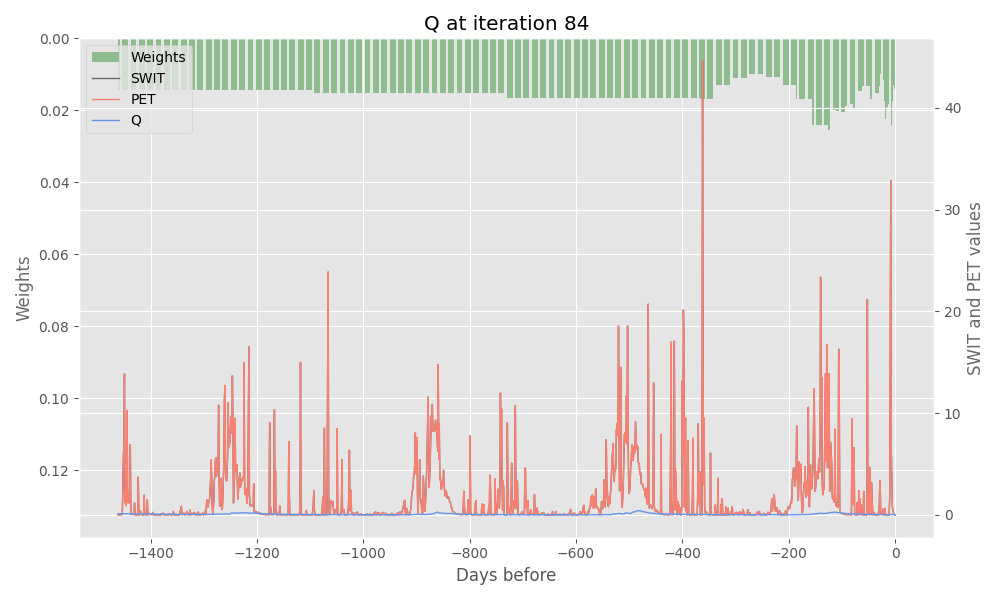 Q at iteration 84
Weights
SWIT
PET
Q
0.00
0.02
0.04
0.06
0.08
0.10
0.12
Weights
40
30
20
10
0
SWIT and PET values
−1400
−1200
−1000
−800
−600
−400
−200
0
Days before